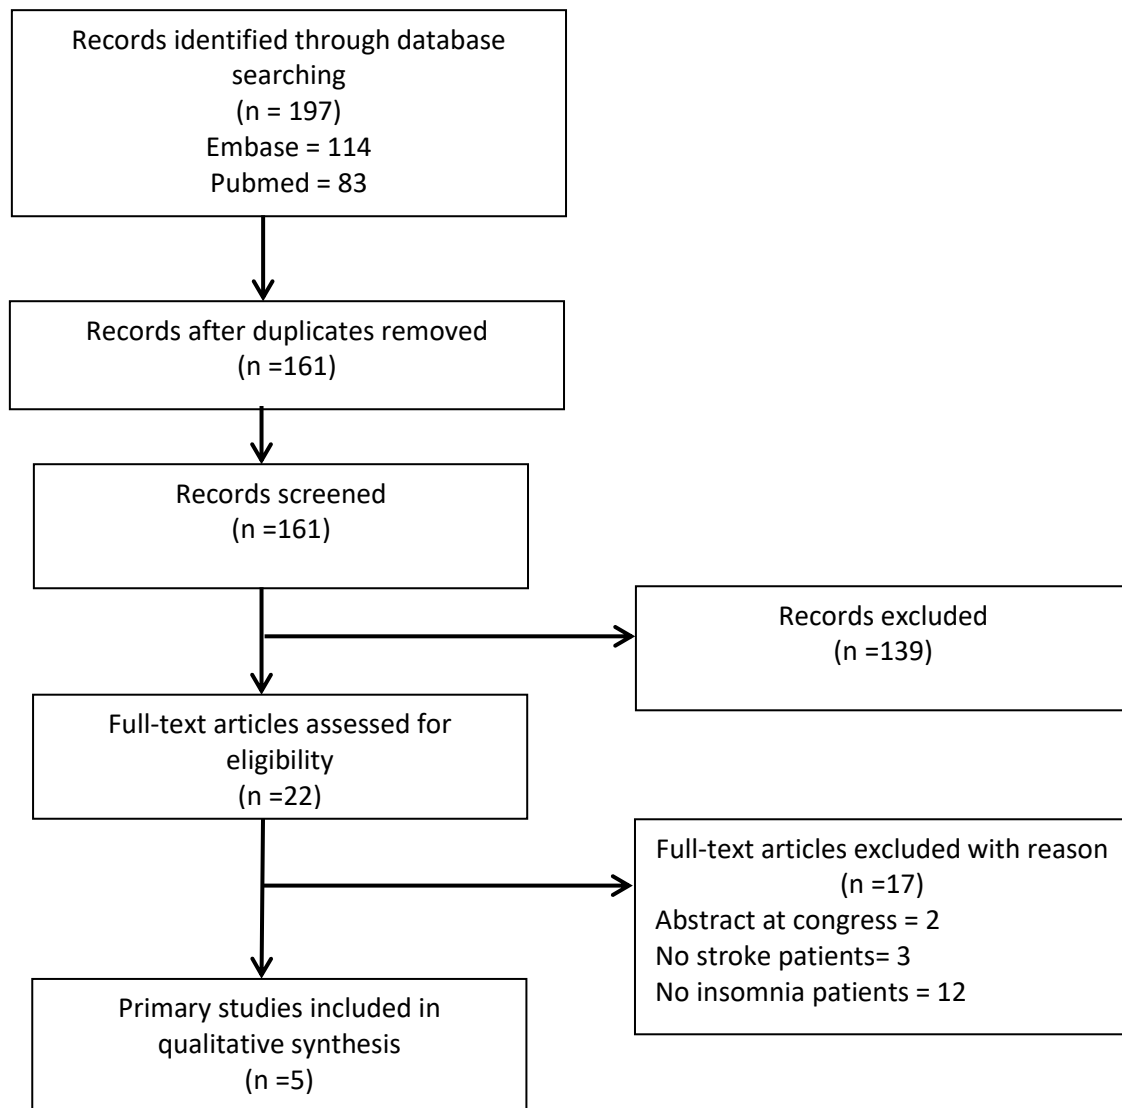 Records identified through database
searching
(n = 197)
Embase = 114
Pubmed = 83
Records after duplicates removed
(n =161)
Records screened
(n =161)
Records excluded
(n =139)
Full-text articles assessed for
eligibility
(n =22)
Full-text articles excluded with reason
(n =17)
Abstract at congress = 2
No stroke patients= 3
No insomnia patients = 12
Primary studies included in
qualitative synthesis
(n =5)